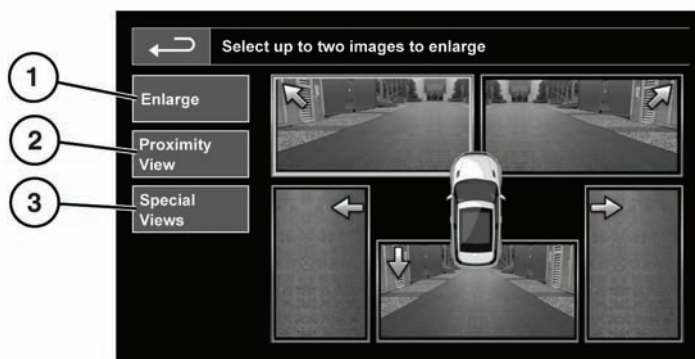 Select up to two images to enlarge
1
Enlarge
2
Proximity
View
3
Special
Views